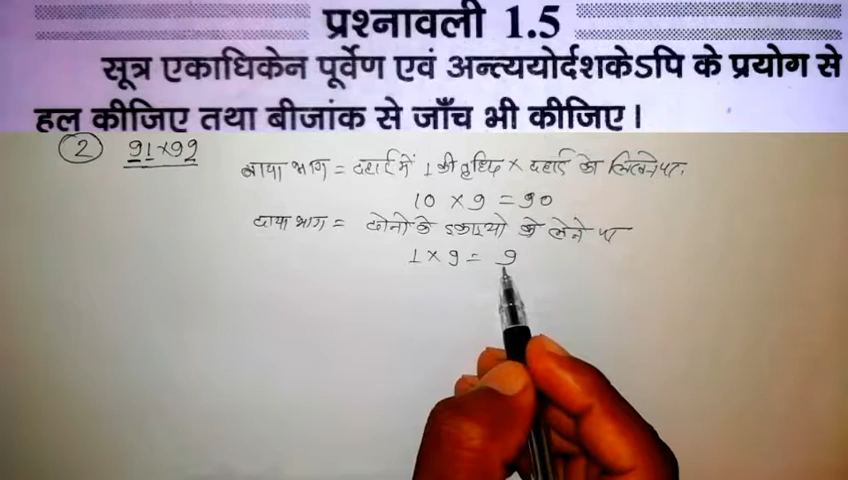 प्रश्नावली 1.5
सूत्र एकाधिकेन पूर्वेण एवं अन्त्ययोर्दशकेऽपि के प्रयोग से
हल कीजिए तथा बीजांक से जाँच भी कीजिए।
2 91×99
बाया भाग = दहाई में 1 की वृध्दि × दहाई को लिखने पर
10 × 9 = 90
दाया भाग = दोनो के इकाइयो को लेने पर
1 × 9 = 9